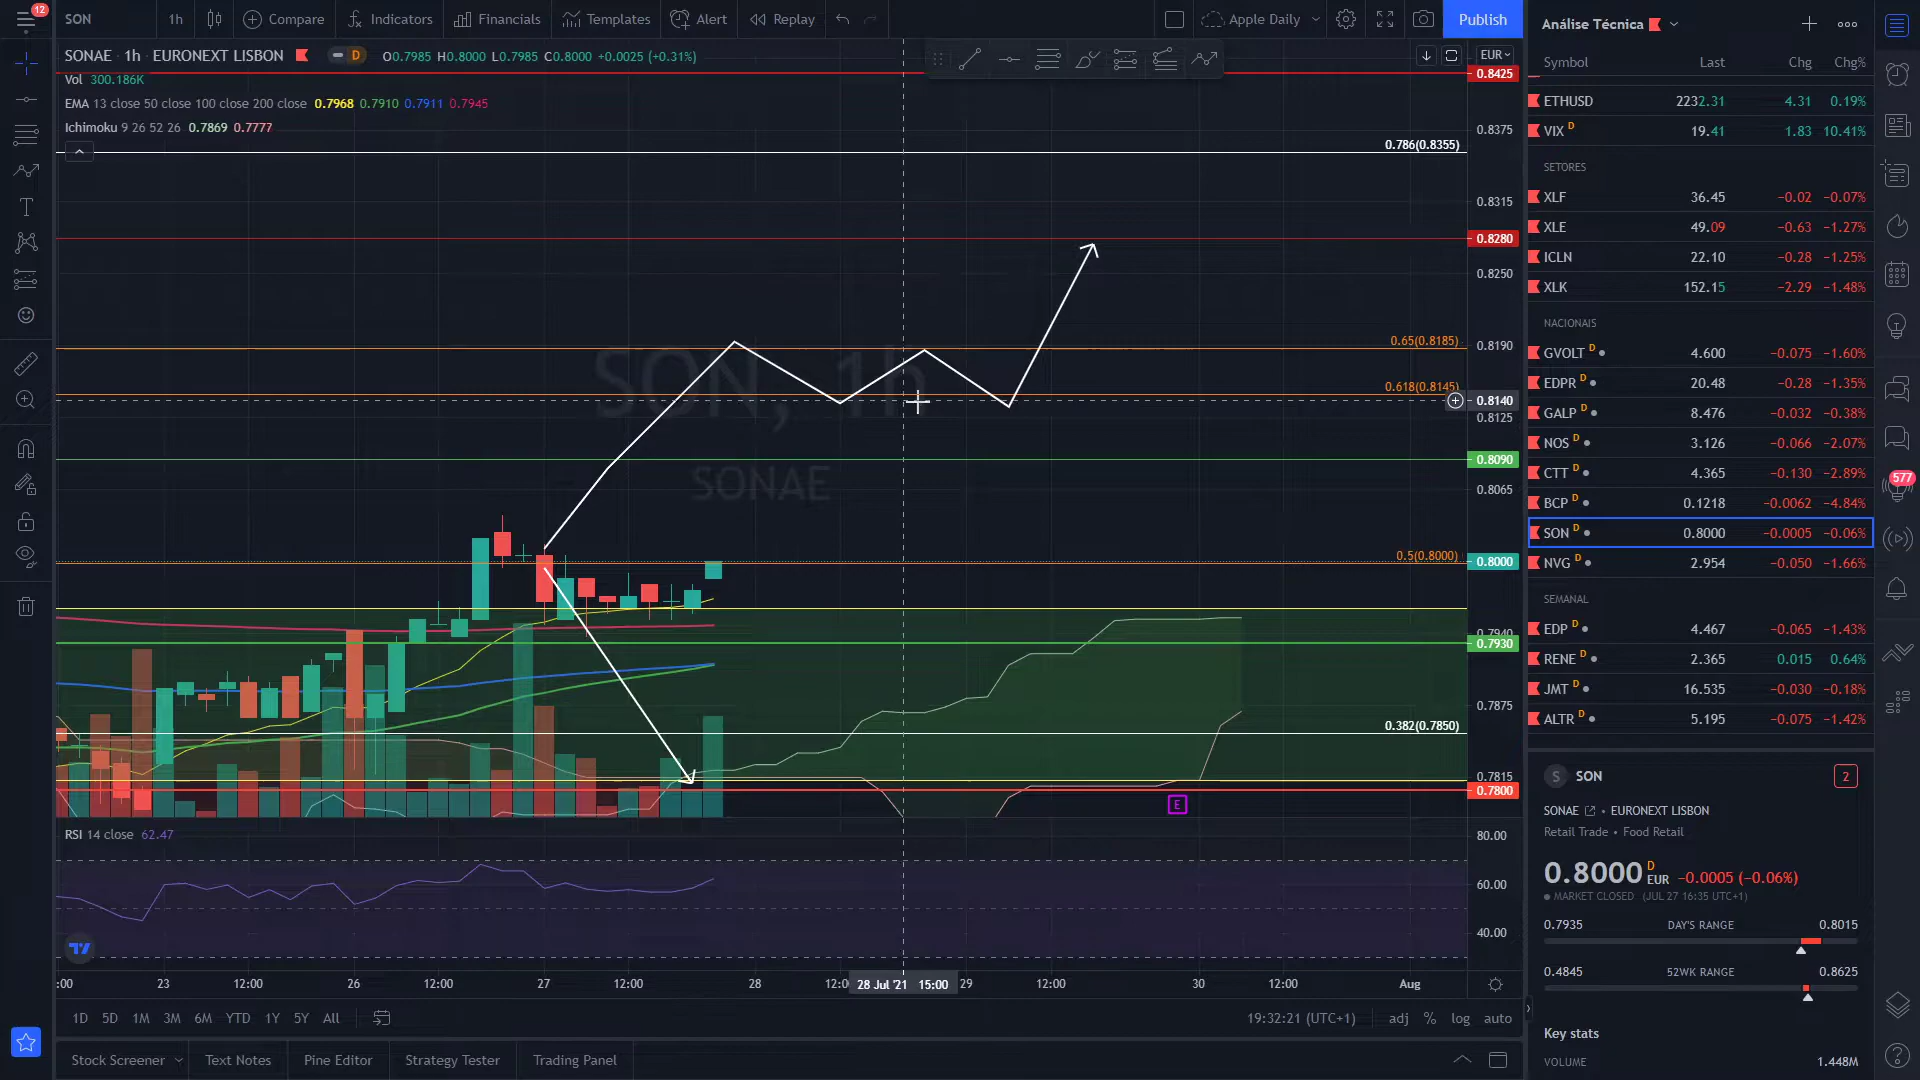 12
SON
1h
Compare
Indicators
Financials
Templates
Alert
Replay
Apple Daily
Publish
SONAE · 1h · EURONEXT LISBON D O0.7985 H0.8000 L0.7985 C0.8000 +0.0025 (+0.31%)
Vol 300.186K
EMA 13 close 50 close 100 close 200 close 0.7968 0.7910 0.7911 0.7945
Ichimoku 9 26 52 26 0.7869 0.7777
EUR
0.8425
0.8375
0.786(0.8355)
0.8315
0.8280
0.8250
0.65(0.8185)
0.8190
0.618(0.8145)
0.8140
0.8125
0.8090
0.8065
0.5(0.8000)
0.8000
0.7940
0.7930
0.7875
0.382(0.7850)
0.7815
0.7800
SON, 1h
SONAE
E
RSI 14 close 62.47
80.00
60.00
40.00
:00 23 12:00 26 12:00 27 12:00 28 12:0 28 Jul '21 15:00 29 12:00 30 12:00 Aug
1D 5D 1M 3M 6M YTD 1Y 5Y All
19:32:21 (UTC+1) adj % log auto
Stock Screener Text Notes Pine Editor Strategy Tester Trading Panel
Análise Técnica
Symbol Last Chg Chg%
ETHUSD 2232.31 4.31 0.19%
VIX D 19.41 1.83 10.41%
SETORES
XLF 36.45 −0.02 −0.07%
XLE 49.09 −0.63 −1.27%
ICLN 22.10 −0.28 −1.25%
XLK 152.15 −2.29 −1.48%
NACIONAIS
GVOLT D 4.600 −0.075 −1.60%
EDPR D 20.48 −0.28 −1.35%
GALP D 8.476 −0.032 −0.38%
NOS D 3.126 −0.066 −2.07%
CTT D 4.365 −0.130 −2.89%
BCP D 0.1218 −0.0062 −4.84%
SON D 0.8000 −0.0005 −0.06%
NVG D 2.954 −0.050 −1.66%
SEMANAL
EDP D 4.467 −0.065 −1.43%
RENE D 2.365 0.015 0.64%
JMT D 16.535 −0.030 −0.18%
ALTR D 5.195 −0.075 −1.42%
S SON 2
SONAE • EURONEXT LISBON
Retail Trade • Food Retail
0.8000 D EUR −0.0005 (−0.06%)
MARKET CLOSED (JUL 27 16:35 UTC+1)
0.7935 DAY'S RANGE 0.8015
0.4845 52WK RANGE 0.8625
Key stats
VOLUME 1.448M
577